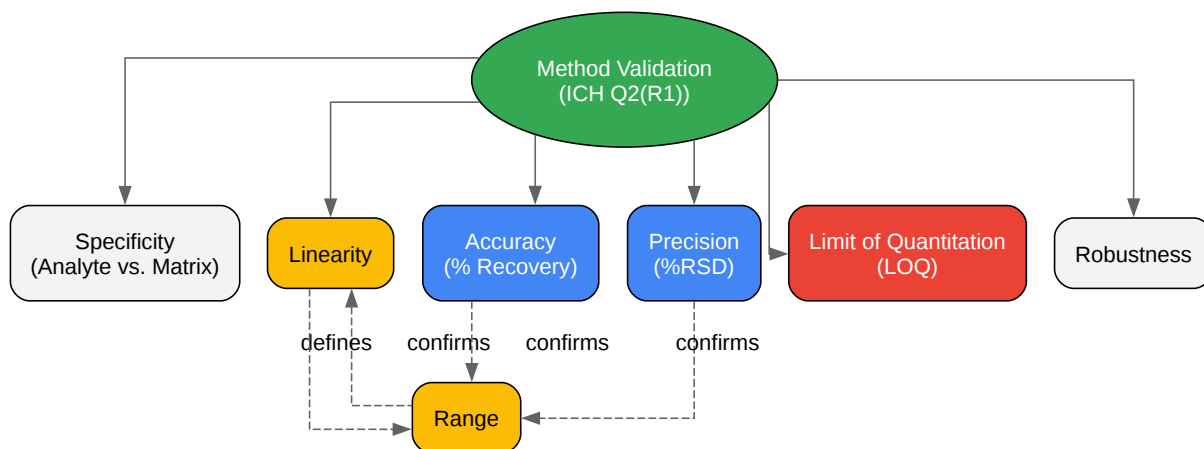 Method Validation
(ICH Q2(R1))
Specificity
(Analyte vs. Matrix)
Linearity
Accuracy
(% Recovery)
Precision
(%RSD)
Limit of Quantitation
(LOQ)
Robustness
defines
confirms
confirms
confirms
Range